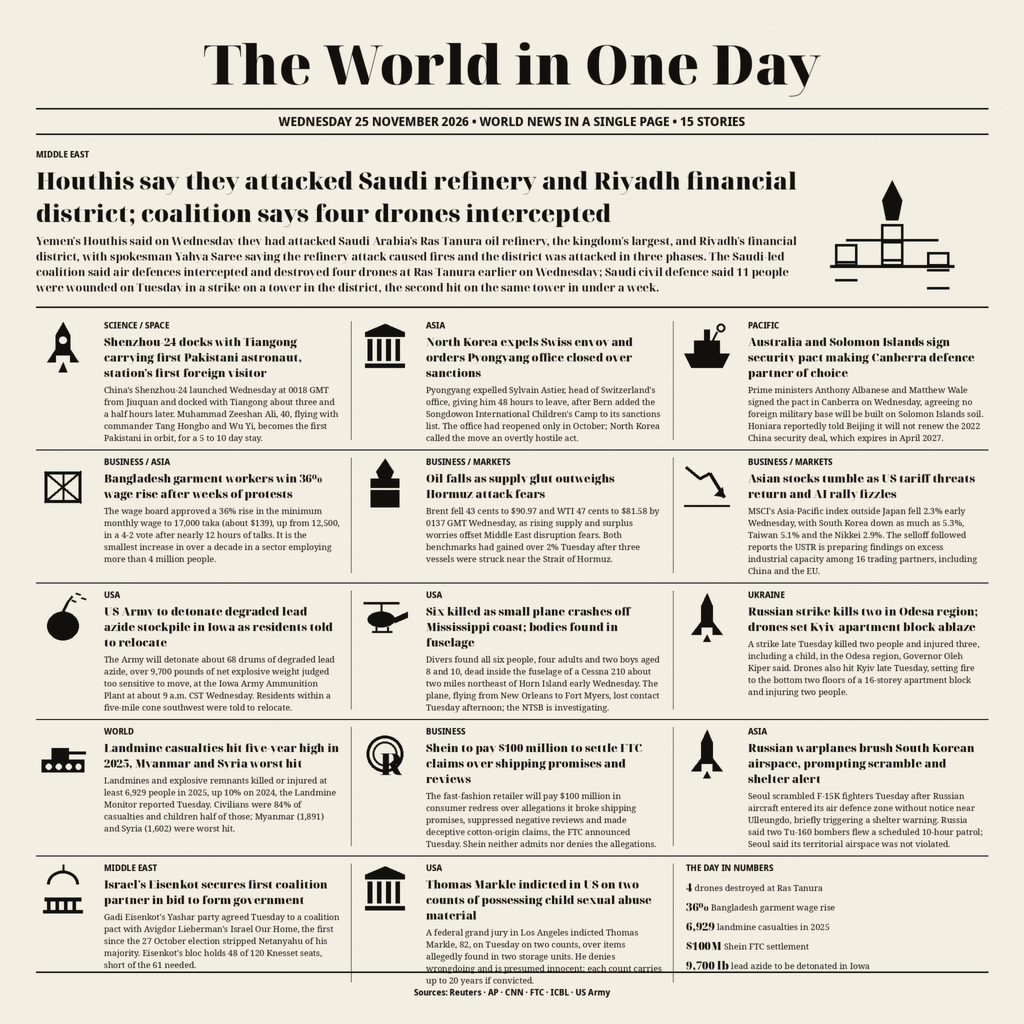 The World in One Day
WEDNESDAY 25 NOVEMBER 2026 • WORLD NEWS IN A SINGLE PAGE • 15 STORIES
MIDDLE EAST
Houthis say they attacked Saudi refinery and Riyadh financial
district; coalition says four drones intercepted
Yemen's Houthis said on Wednesday they had attacked Saudi Arabia's Ras Tanura oil refinery, the kingdom's largest, and Riyadh's financial
district, with spokesman Yahya Saree saying the refinery attack caused fires and the district was attacked in three phases. The Saudi-led
coalition said air defences intercepted and destroyed four drones at Ras Tanura earlier on Wednesday; Saudi civil defence said 11 people
were wounded on Tuesday in a strike on a tower in the district, the second hit on the same tower in under a week.
SCIENCE / SPACE
Shenzhou-24 docks with Tiangong
carrying first Pakistani astronaut,
station's first foreign visitor
China's Shenzhou-24 launched Wednesday at 0018 GMT
from Jiuquan and docked with Tiangong about three and
a half hours later. Muhammad Zeeshan Ali, 40, flying with
commander Tang Hongbo and Wu Yi, becomes the first
Pakistani in orbit, for a 5 to 10 day stay.
ASIA
North Korea expels Swiss envoy and
orders Pyongyang office closed over
sanctions
Pyongyang expelled Sylvain Astier, head of Switzerland's
office, giving him 48 hours to leave, after Bern added the
Songdowon International Children's Camp to its sanctions
list. The office had reopened only in October; North Korea
called the move an overtly hostile act.
PACIFIC
Australia and Solomon Islands sign
security pact making Canberra defence
partner of choice
Prime ministers Anthony Albanese and Matthew Wale
signed the pact in Canberra on Wednesday, agreeing no
foreign military base will be built on Solomon Islands soil.
Honiara reportedly told Beijing it will not renew the 2022
China security deal, which expires in April 2027.
BUSINESS / ASIA
Bangladesh garment workers win 36%
wage rise after weeks of protests
The wage board approved a 36% rise in the minimum
monthly wage to 17,000 taka (about $139), up from 12,500,
in a 4-2 vote after nearly 12 hours of talks. It is the
smallest increase in over a decade in a sector employing
more than 4 million people.
BUSINESS / MARKETS
Oil falls as supply glut outweighs
Hormuz attack fears
Brent fell 43 cents to $90.97 and WTI 47 cents to $81.58 by
0137 GMT Wednesday, as rising supply and surplus
worries offset Middle East disruption fears. Both
benchmarks had gained over 2% Tuesday after three
vessels were struck near the Strait of Hormuz.
BUSINESS / MARKETS
Asian stocks tumble as US tariff threats
return and AI rally fizzles
MSCI's Asia-Pacific index outside Japan fell 2.3% early
Wednesday, with South Korea down as much as 5.3%,
Taiwan 5.1% and the Nikkei 2.9%. The selloff followed
reports the USTR is preparing findings on excess
industrial capacity among 16 trading partners, including
China and the EU.
USA
US Army to detonate degraded lead
azide stockpile in Iowa as residents told
to relocate
The Army will detonate about 68 drums of degraded lead
azide, over 9,700 pounds of net explosive weight judged
too sensitive to move, at the Iowa Army Ammunition
Plant at about 9 a.m. CST Wednesday. Residents within a
five-mile cone southwest were told to relocate.
USA
Six killed as small plane crashes off
Mississippi coast; bodies found in
fuselage
Divers found all six people, four adults and two boys aged
8 and 10, dead inside the fuselage of a Cessna 210 about
two miles northeast of Horn Island early Wednesday. The
plane, flying from New Orleans to Fort Myers, lost contact
Tuesday afternoon; the NTSB is investigating.
UKRAINE
Russian strike kills two in Odesa region;
drones set Kyiv apartment block ablaze
A strike late Tuesday killed two people and injured three,
including a child, in the Odesa region, Governor Oleh
Kiper said. Drones also hit Kyiv late Tuesday, setting fire
to the bottom two floors of a 16-storey apartment block
and injuring two people.
WORLD
Landmine casualties hit five-year high in
2025, Myanmar and Syria worst hit
Landmines and explosive remnants killed or injured at
least 6,929 people in 2025, up 10% on 2024, the Landmine
Monitor reported Tuesday. Civilians were 84% of
casualties and children half of those; Myanmar (1,891)
and Syria (1,602) were worst hit.
R
BUSINESS
Shein to pay $100 million to settle FTC
claims over shipping promises and
reviews
The fast-fashion retailer will pay $100 million in
consumer redress over allegations it broke shipping
promises, suppressed negative reviews and made
deceptive cotton-origin claims, the FTC announced
Tuesday. Shein neither admits nor denies the allegations.
ASIA
Russian warplanes brush South Korean
airspace, prompting scramble and
shelter alert
Seoul scrambled F-15K fighters Tuesday after Russian
aircraft entered its air defence zone without notice near
Ulleungdo, briefly triggering a shelter warning. Russia
said two Tu-160 bombers flew a scheduled 10-hour patrol;
Seoul said its territorial airspace was not violated.
MIDDLE EAST
Israel's Eisenkot secures first coalition
partner in bid to form government
Gadi Eisenkot's Yashar party agreed Tuesday to a coalition
pact with Avigdor Lieberman's Israel Our Home, the first
since the 27 October election stripped Netanyahu of his
majority. Eisenkot's bloc holds 48 of 120 Knesset seats,
short of the 61 needed.
USA
Thomas Markle indicted in US on two
counts of possessing child sexual abuse
material
A federal grand jury in Los Angeles indicted Thomas
Markle, 82, on Tuesday on two counts, over items
allegedly found in two storage units. He denies
wrongdoing and is presumed innocent; each count carries
up to 20 years if convicted.
THE DAY IN NUMBERS
4 drones destroyed at Ras Tanura
36% Bangladesh garment wage rise
6,929 landmine casualties in 2025
$100M Shein FTC settlement
9,700 lb lead azide to be detonated in Iowa
Sources: Reuters · AP · CNN · FTC · ICBL · US Army